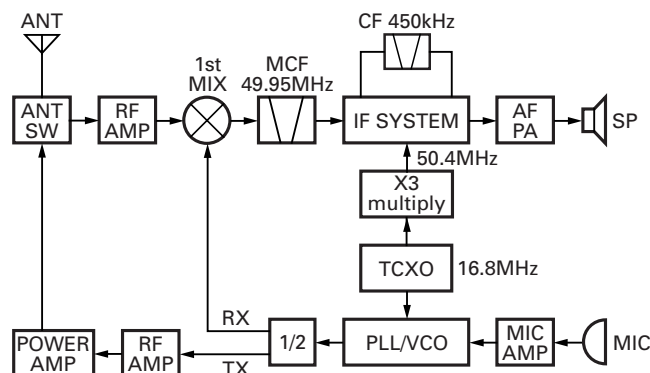 ANT
CF 450kHz
1st
MIX
MCF
49.95MHz
ANT
SW
RF
AMP
IF SYSTEM
AF
PA
SP
50.4MHz
X3
multiply
TCXO
16.8MHz
RX
POWER
AMP
RF
AMP
TX
1/2
PLL/VCO
MIC
AMP
MIC